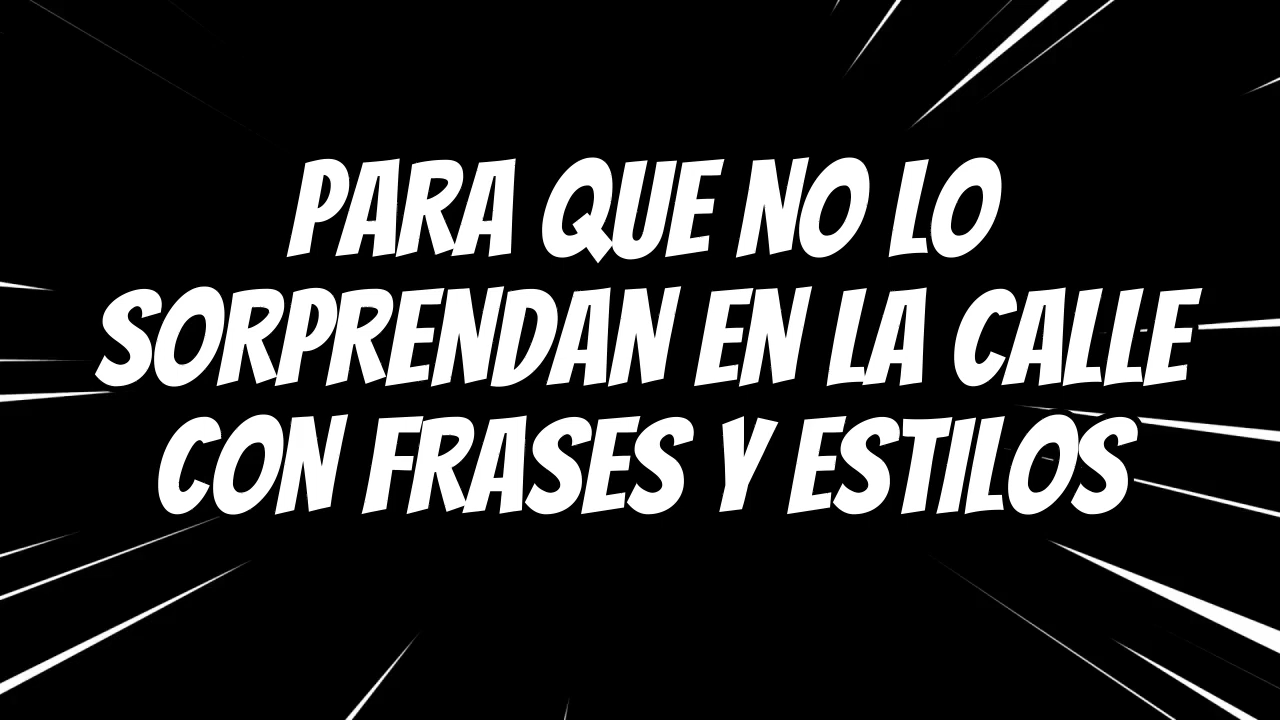 PARA QUE NO LO
SORPRENDAN EN LA CALLE
CON FRASES Y ESTILOS